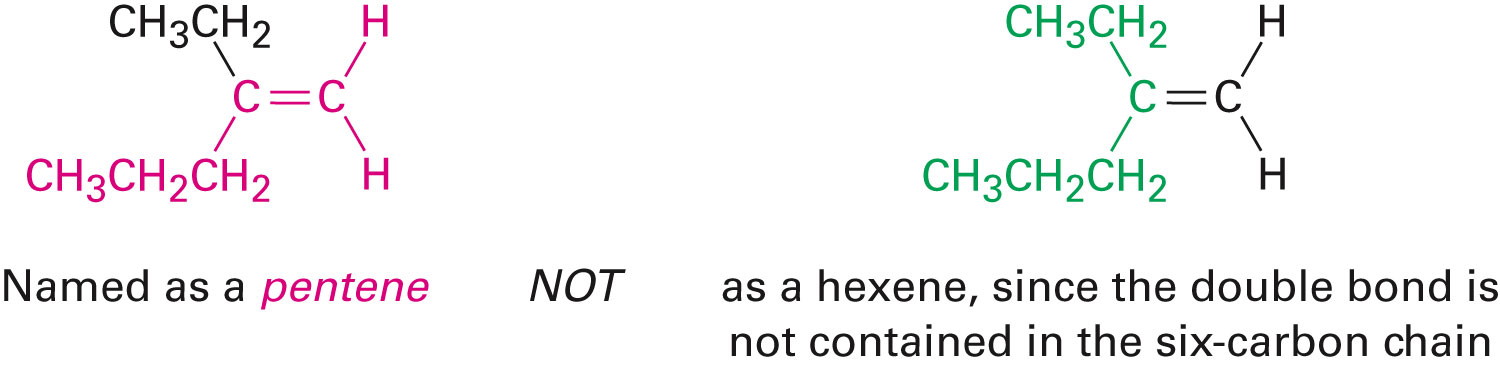 CH₃CH₂ H
C=C
CH₃CH₂CH₂ H
CH₃CH₂ H
C=C
CH₃CH₂CH₂ H
Named as a pentene
NOT
as a hexene, since the double bond is
not contained in the six-carbon chain